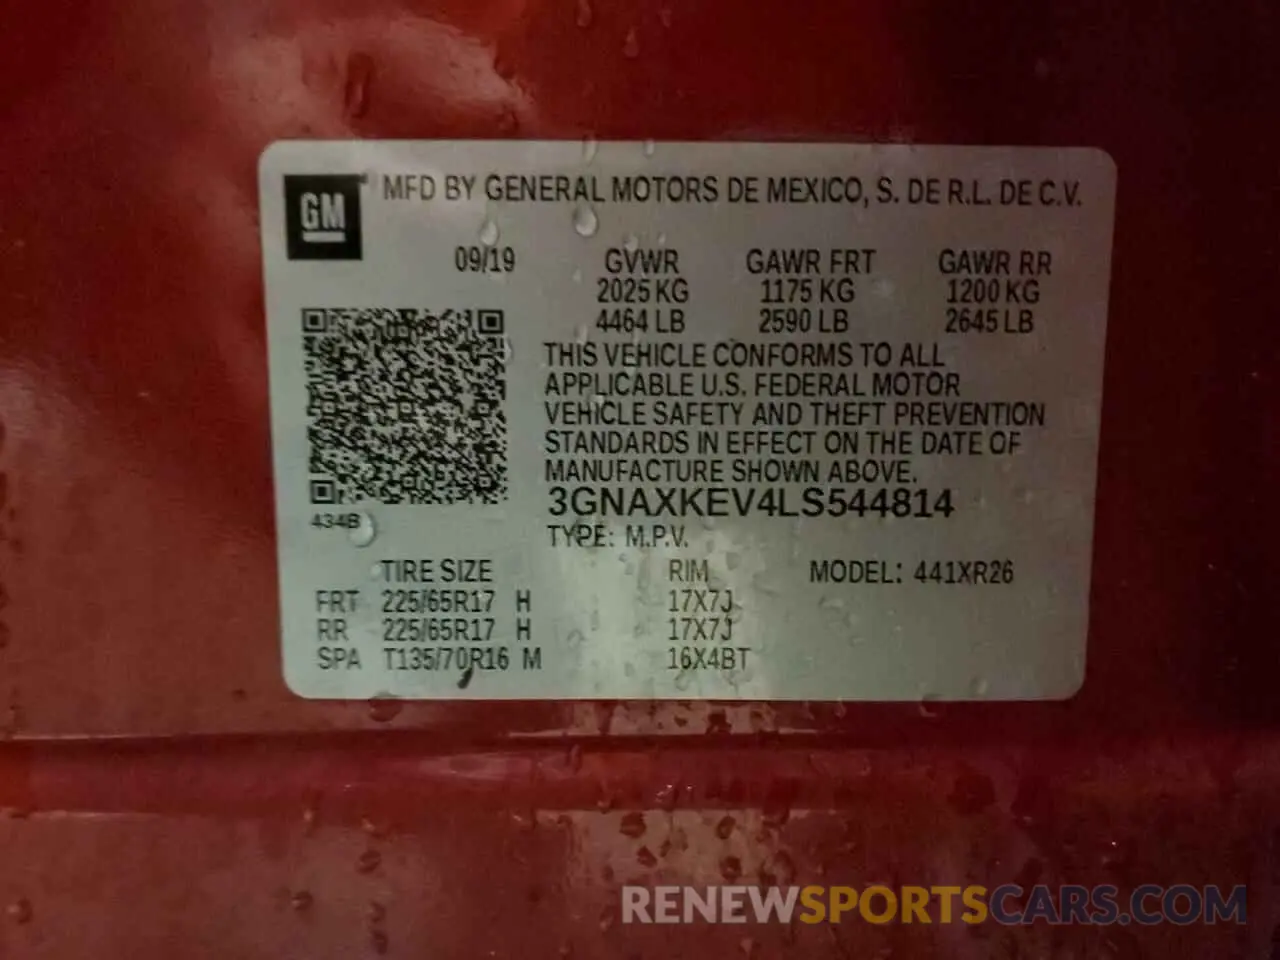 GM MFD BY GENERAL MOTORS DE MEXICO, S. DE R.L. DE C.V.
09/19 GVWR GAWR FRT GAWR RR
2025 KG 1175 KG 1200 KG
4464 LB 2590 LB 2645 LB
THIS VEHICLE CONFORMS TO ALL
APPLICABLE U.S. FEDERAL MOTOR
VEHICLE SAFETY AND THEFT PREVENTION
STANDARDS IN EFFECT ON THE DATE OF
MANUFACTURE SHOWN ABOVE.
3GNAXKEV4LS544814
434B
TYPE: M.P.V.
TIRE SIZE RIM MODEL: 441XR26
FRT 225/65R17 H 17X7J
RR 225/65R17 H 17X7J
SPA T135/70R16 M 16X4BT
RENEWSPORTSCARS.COM